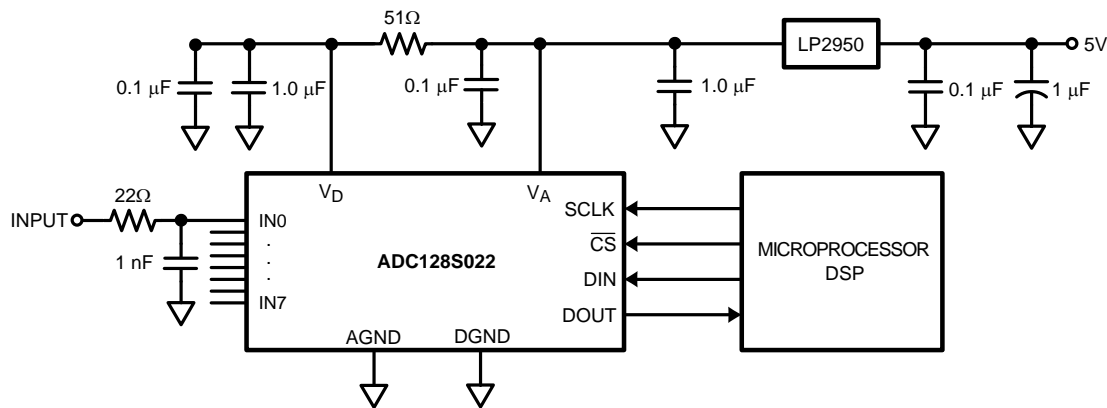 51Ω
LP2950
5V
0.1 µF
1.0 µF
0.1 µF
1.0 µF
0.1 µF
1 µF
V_D
V_A
22Ω
INPUT
IN0
SCLK
C̅S̅
MICROPROCESSOR
DSP
1 nF
.
.
.
ADC128S022
DIN
IN7
DOUT
AGND
DGND